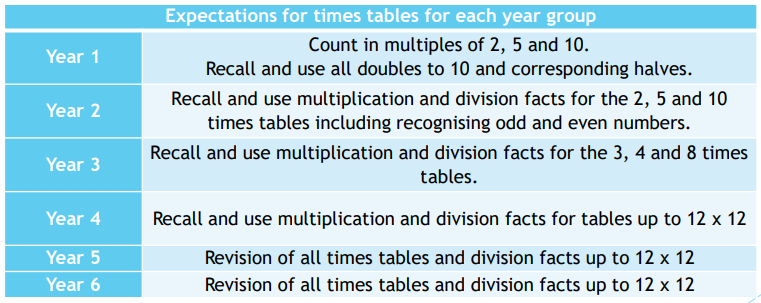 Expectations for times tables for each year group
Year 1
Count in multiples of 2, 5 and 10.
Recall and use all doubles to 10 and corresponding halves.
Year 2
Recall and use multiplication and division facts for the 2, 5 and 10
times tables including recognising odd and even numbers.
Year 3
Recall and use multiplication and division facts for the 3, 4 and 8 times
tables.
Year 4
Recall and use multiplication and division facts for tables up to 12 x 12
Year 5
Revision of all times tables and division facts up to 12 x 12
Year 6
Revision of all times tables and division facts up to 12 x 12